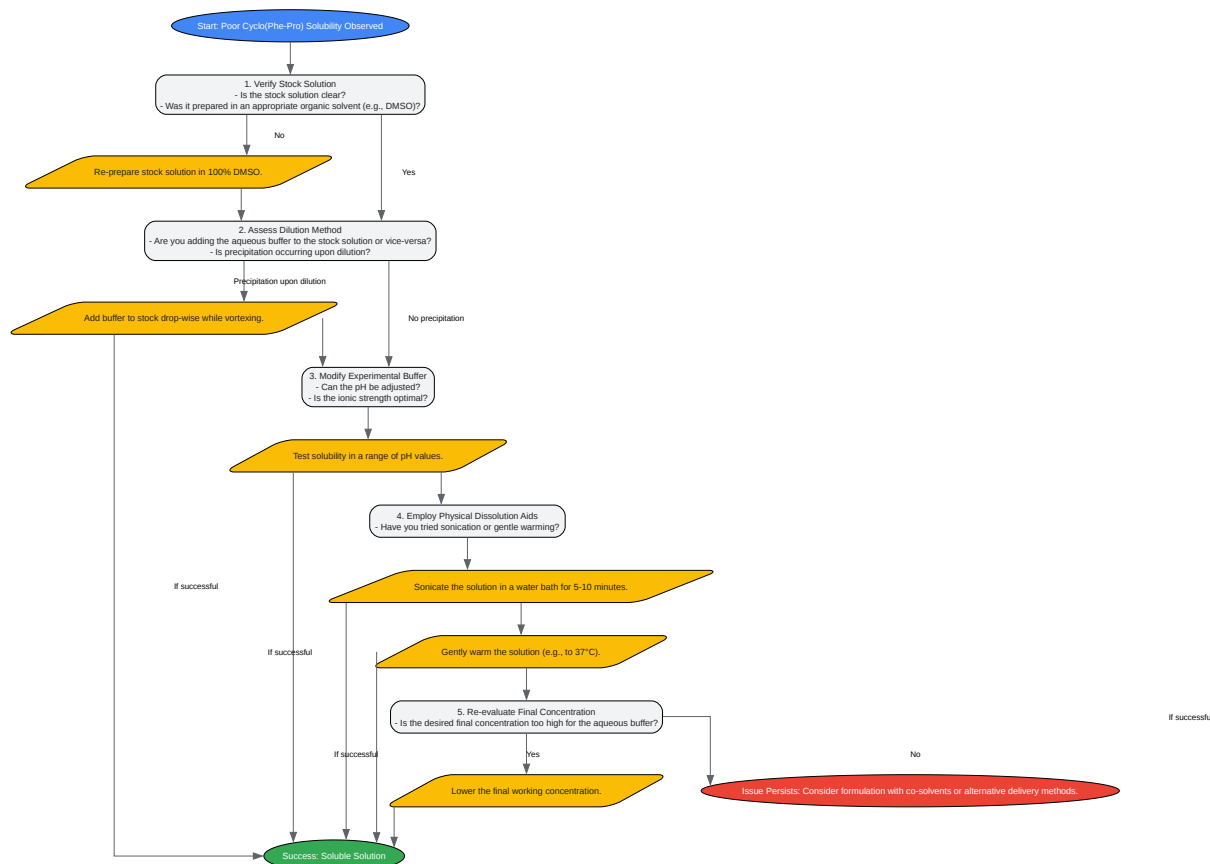 Start: Poor Cyclo(Phe-Pro) Solubility Observed
1. Verify Stock Solution
- Is the stock solution clear?
- Was it prepared in an appropriate organic solvent (e.g., DMSO)?
No
Re-prepare stock solution in 100% DMSO.
Yes
2. Assess Dilution Method
- Are you adding the aqueous buffer to the stock solution or vice-versa?
- Is precipitation occurring upon dilution?
Precipitation upon dilution
Add buffer to stock drop-wise while vortexing.
No precipitation
3. Modify Experimental Buffer
- Can the pH be adjusted?
- Is the ionic strength optimal?
Test solubility in a range of pH values.
4. Employ Physical Dissolution Aids
- Have you tried sonication or gentle warming?
If successful
Sonicate the solution in a water bath for 5-10 minutes.
If successful
Gently warm the solution (e.g., to 37°C).
5. Re-evaluate Final Concentration
- Is the desired final concentration too high for the aqueous buffer?
If successfu
If successful
Yes
No
Lower the final working concentration.
Issue Persists: Consider formulation with co-solvents or alternative delivery methods.
Success: Soluble Solution